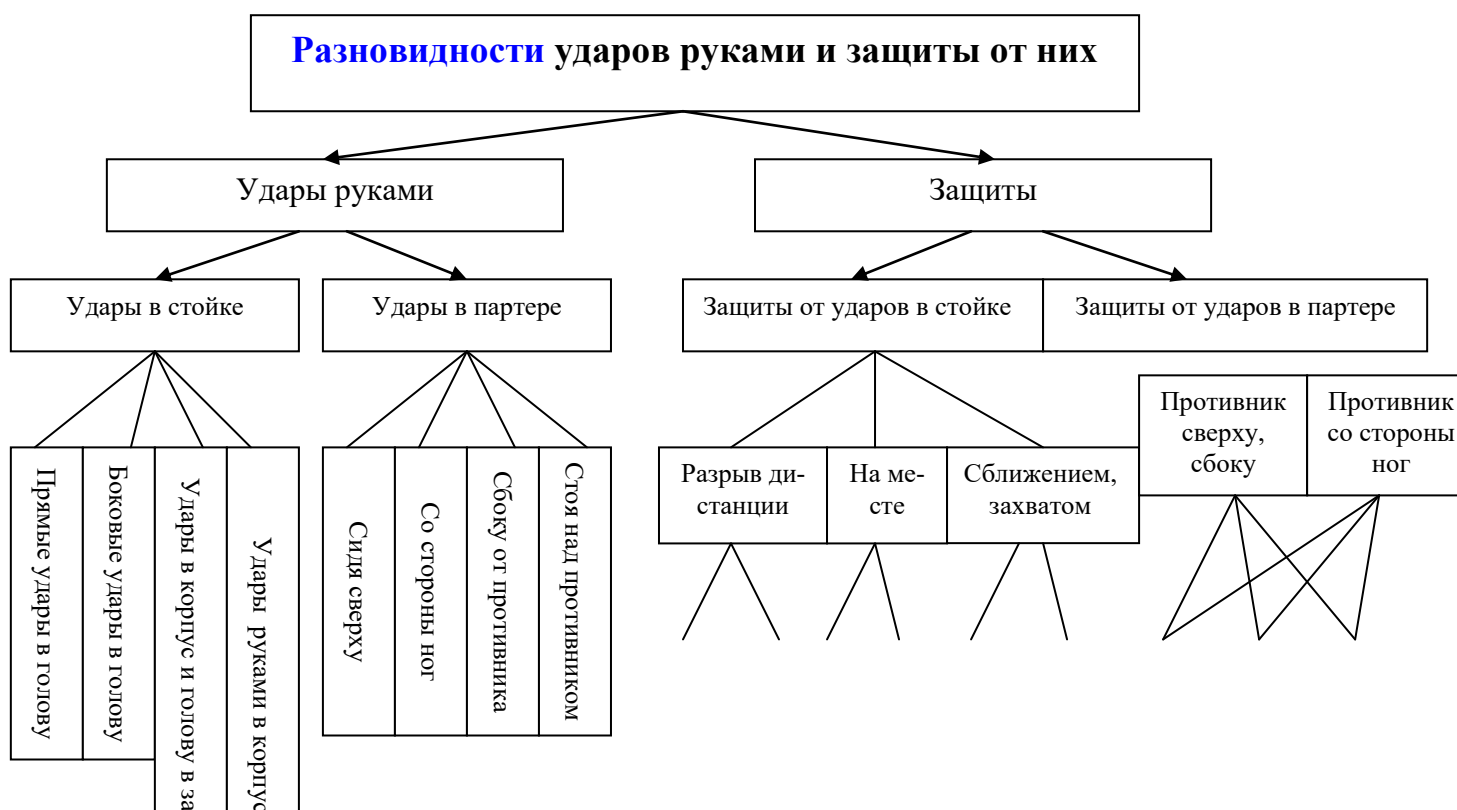 Разновидности ударов руками и защиты от них
Удары руками
Защиты
Удары в стойке
Удары в партере
Защиты от ударов в стойке
Защиты от ударов в партере
Противник
сверху,
сбоку
Противник
со стороны
ног
Прямые удары в голову
Боковые удары в голову
Удары в корпус и голову в за
Удары руками в корпус
Сидя сверху
Со стороны ног
Сбоку от противника
Стоя над противником
Разрыв ди-
станции
На ме-
сте
Сближением,
захватом